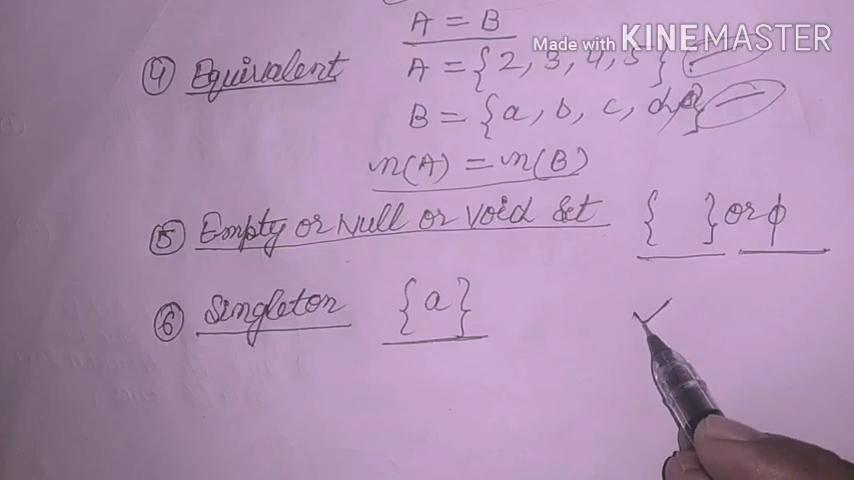 A = B
Made with KINEMASTER
④ Equivalent A = {2, 3, 4, 5}
B = {a, b, c, d}
n(A) = n(B)
⑤ Empty or Null or Void Set { } or ϕ
⑥ Singleton {a}